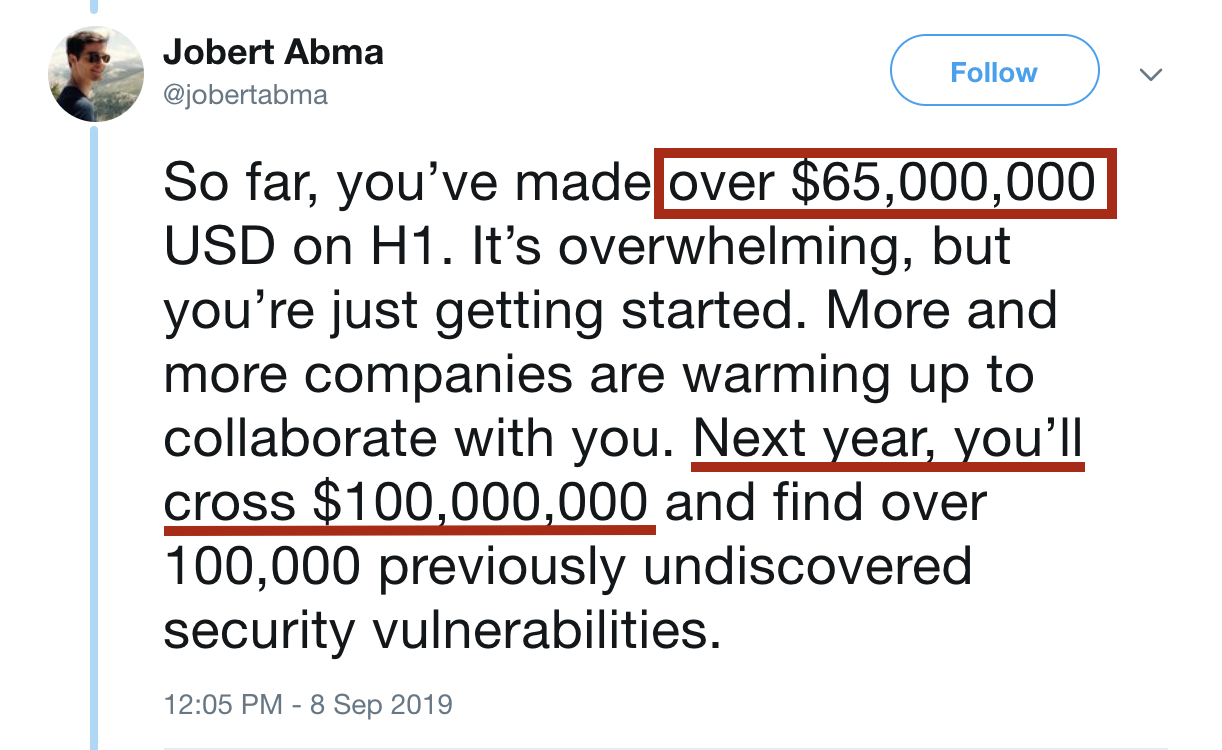 Jobert Abma
@jobertabma
Follow
So far, you’ve made over $65,000,000
USD on H1. It’s overwhelming, but
you’re just getting started. More and
more companies are warming up to
collaborate with you. Next year, you’ll
cross $100,000,000 and find over
100,000 previously undiscovered
security vulnerabilities.
12:05 PM - 8 Sep 2019